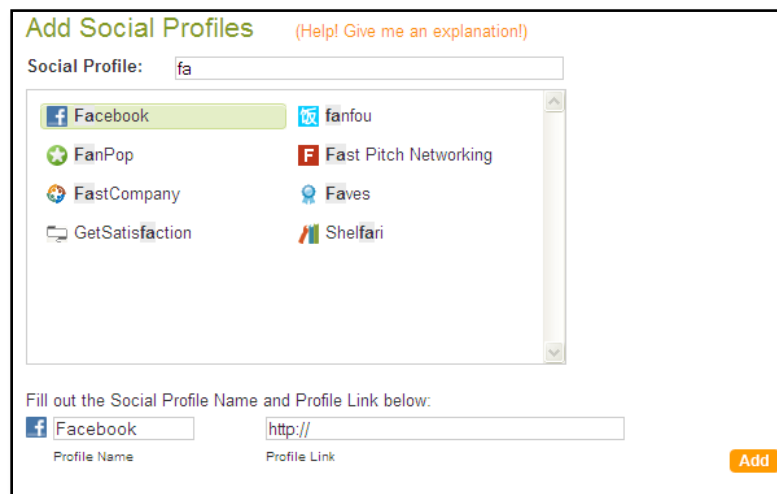 Add Social Profiles (Help! Give me an explanation!)
Social Profile: fa
Facebook fanfou
FanPop Fast Pitch Networking
FastCompany Faves
GetSatisfaction Shelfari
Fill out the Social Profile Name and Profile Link below:
Facebook http://
Profile Name Profile Link
Add